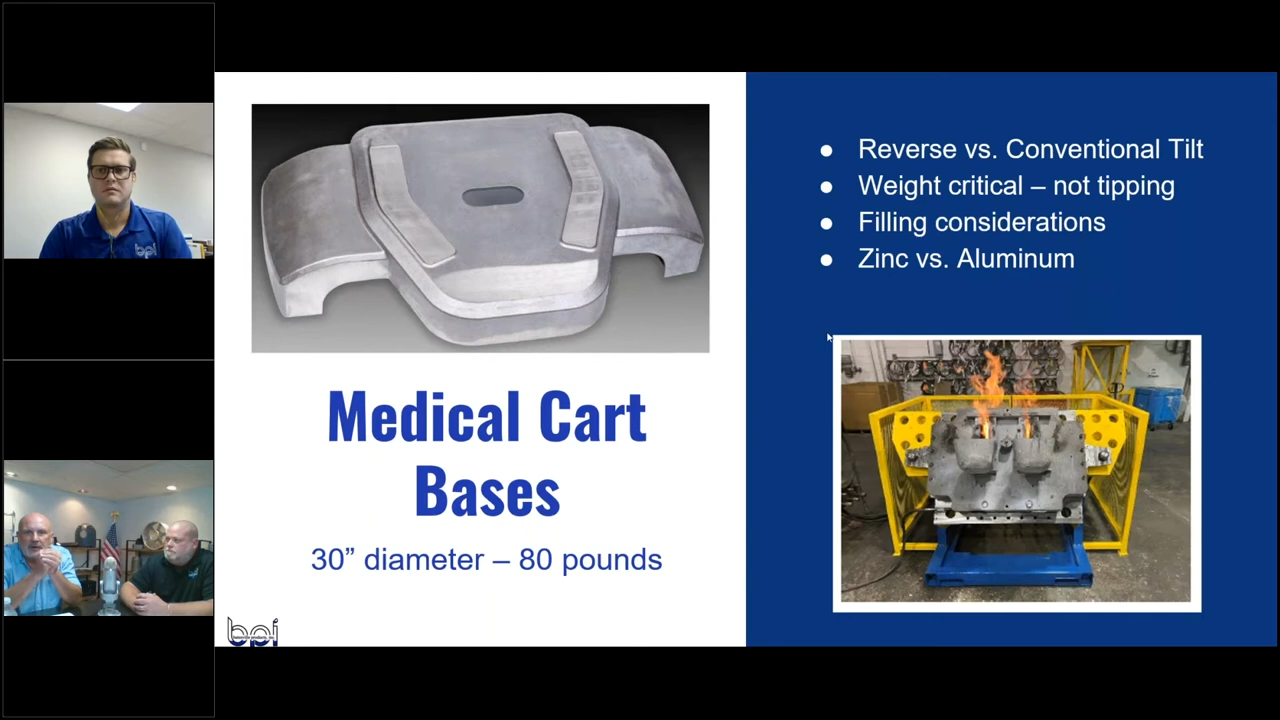 Reverse vs. Conventional Tilt
Weight critical – not tipping
Filling considerations
Zinc vs. Aluminum
Medical Cart
Bases
30” diameter – 80 pounds
bpi
bpi